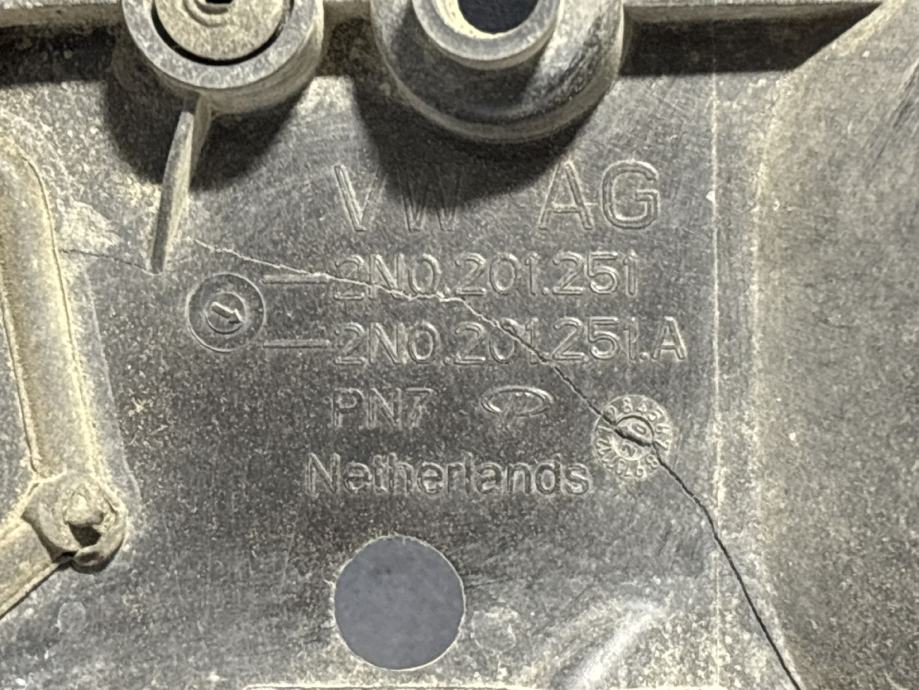 VW AG
2N0.201.251
2N0.201.251.A
PN7
Netherlands